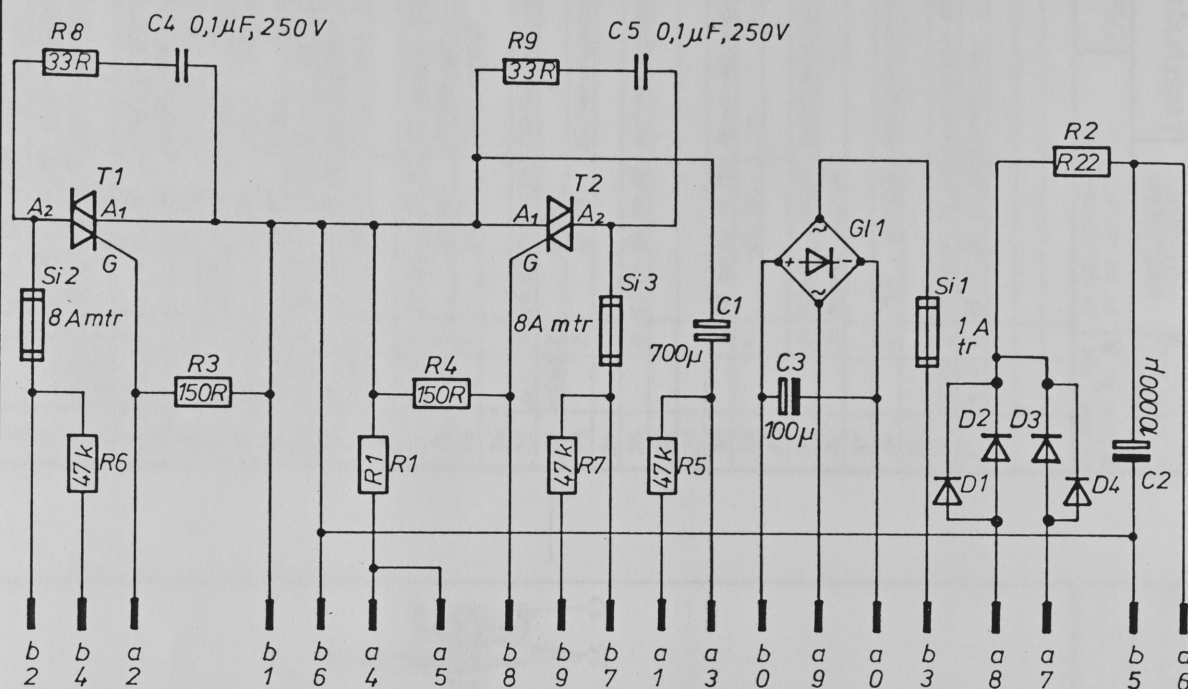 R8
33R
C4 0,1µF, 250V
R9
33R
C5 0,1µF, 250V
R2
R22
T1
A2
A1
G
T2
A1
A2
G
Gl1
~
+
-
~
Si2
8A mtr
Si3
8A mtr
C1
700µ
Si1
1A
tr
R3
150R
R4
150R
C3
100µ
D2
D3
47k
R6
R1
R1
47k
R7
47k
R5
D1
D4
C2
b
2
b
4
a
2
b
1
b
6
a
4
a
5
b
8
b
9
b
7
a
1
a
3
b
0
a
9
a
0
b
3
a
8
a
7
b
5
a
6